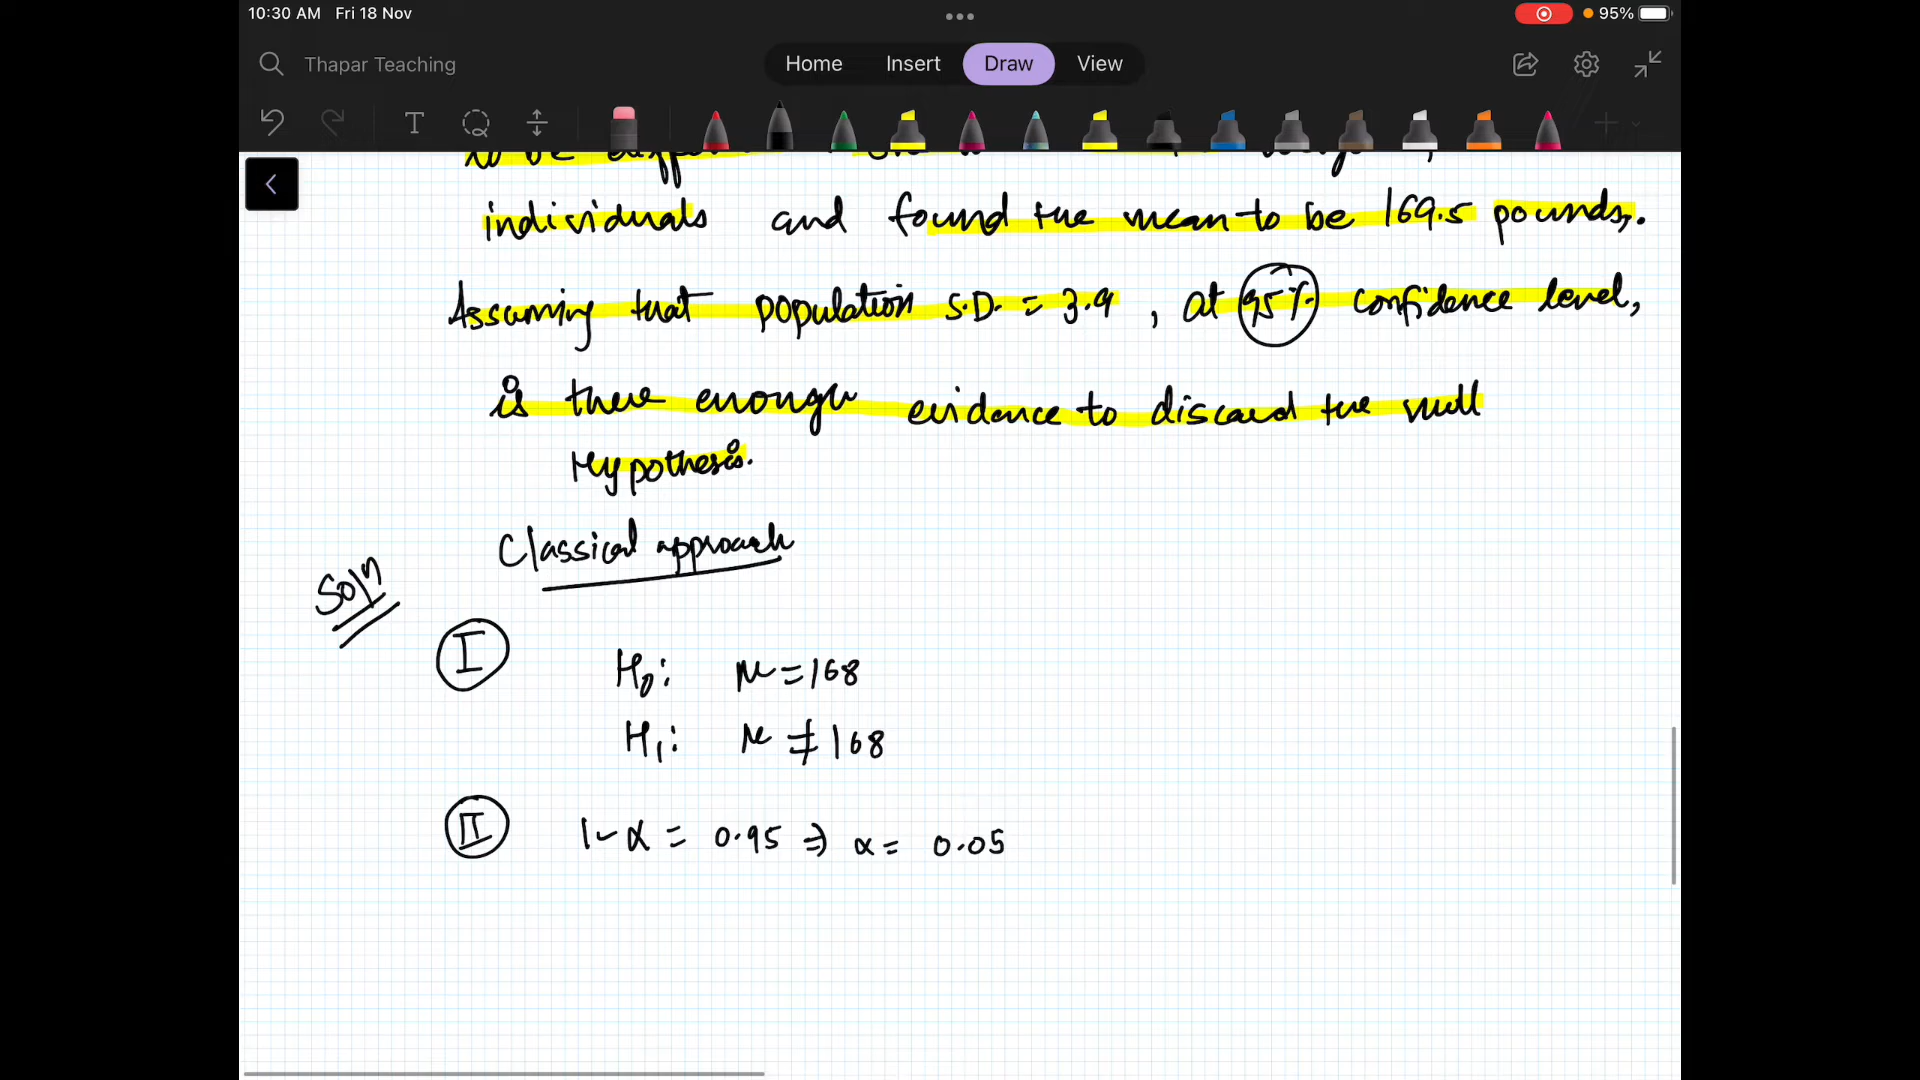 10:30 AM Fri 18 Nov
95%
Thapar Teaching
Home Insert Draw View
T
to be
individuals and found the mean to be 169.5 pounds.
Assuming that population S.D. = 3.9, at 95% confidence level,
is there enough evidence to discard the null
Hypothesis.
Classical approach
Soln
I H₀: μ = 168
H₁: μ ≠ 168
II 1-α = 0.95 ⇒ α = 0.05